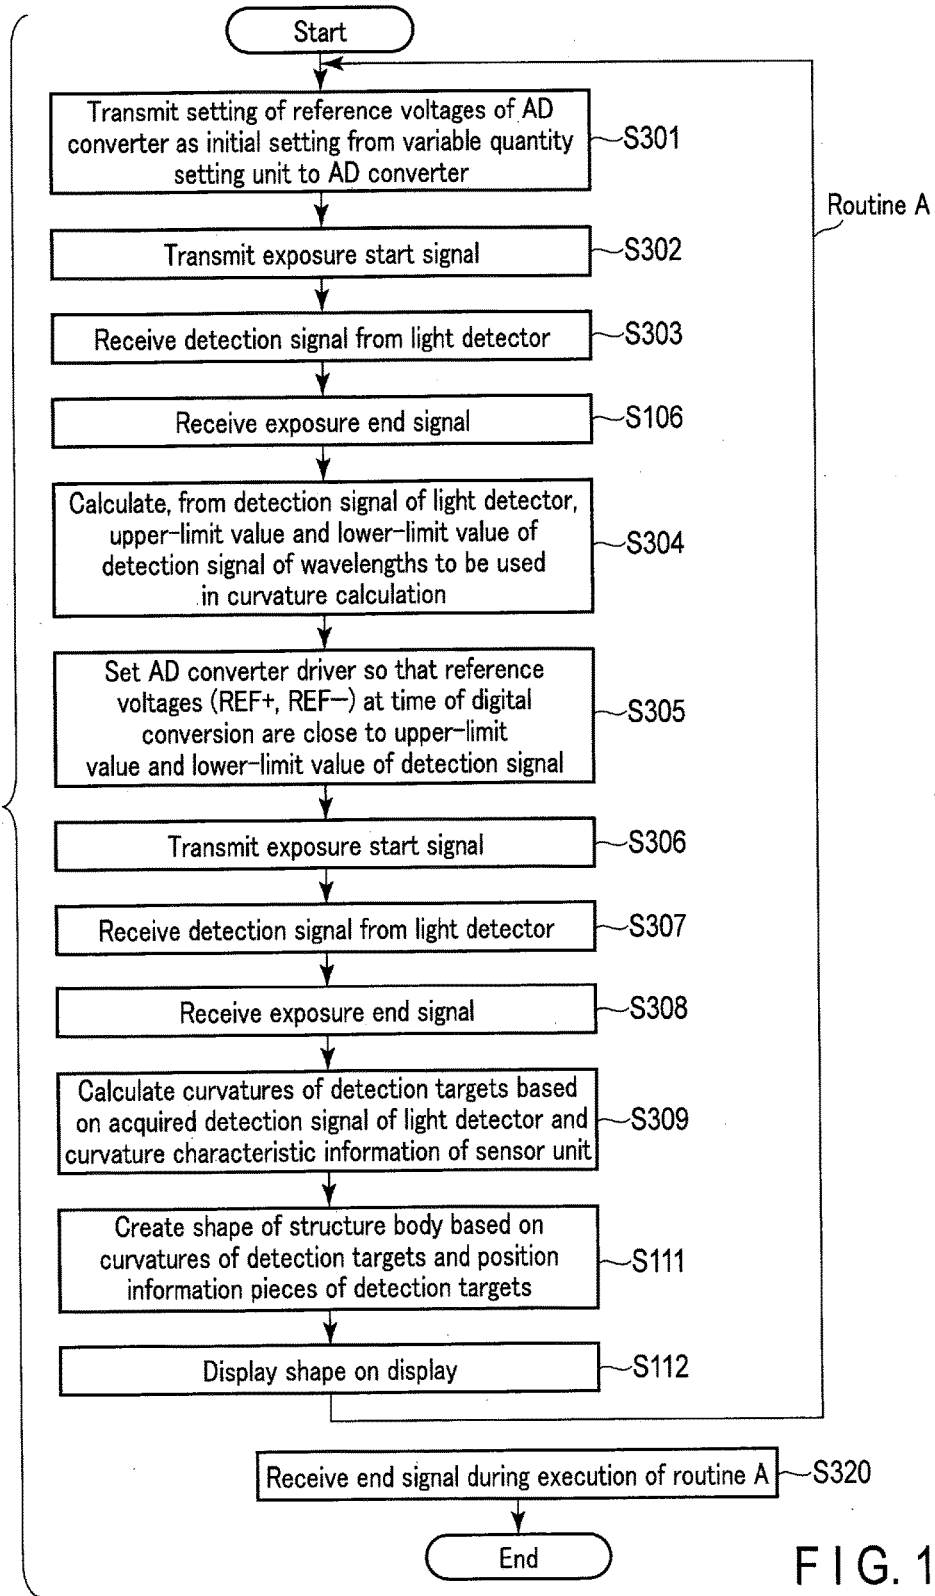 Start
Transmit setting of reference voltages of AD
converter as initial setting from variable quantity
setting unit to AD converter
S301
Routine A
Transmit exposure start signal
S302
Receive detection signal from light detector
S303
Receive exposure end signal
S106
Calculate, from detection signal of light detector,
upper-limit value and lower-limit value of
detection signal of wavelengths to be used
in curvature calculation
S304
Set AD converter driver so that reference
voltages (REF+, REF-) at time of digital
conversion are close to upper-limit
value and lower-limit value of detection signal
S305
Transmit exposure start signal
S306
Receive detection signal from light detector
S307
Receive exposure end signal
S308
Calculate curvatures of detection targets based
on acquired detection signal of light detector and
curvature characteristic information of sensor unit
S309
Create shape of structure body based on
curvatures of detection targets and position
information pieces of detection targets
S111
Display shape on display
S112
Receive end signal during execution of routine A
S320
End
FIG. 1